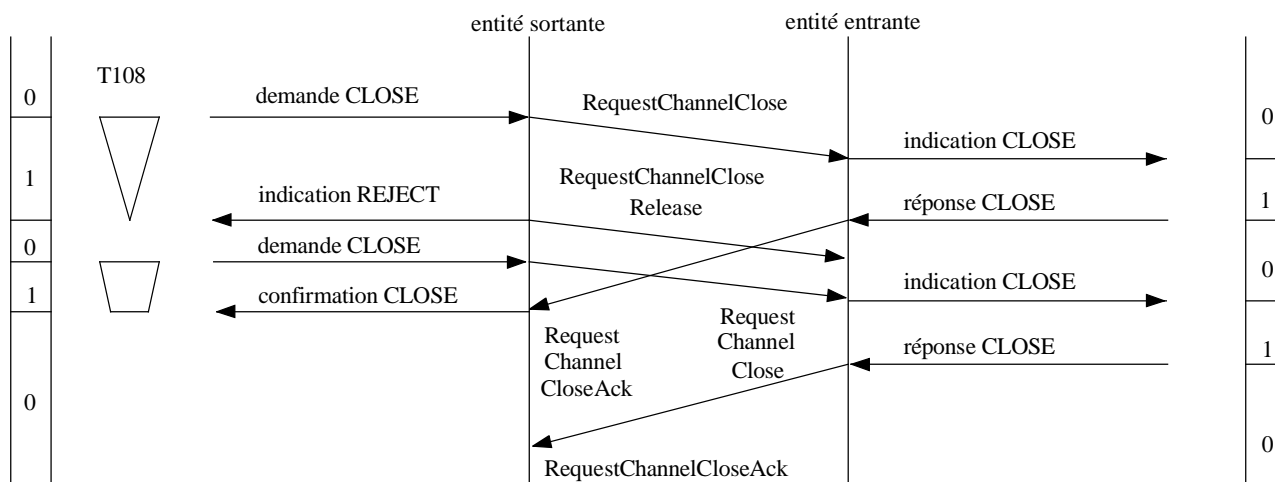 entité sortante
entité entrante
T108
0
demande CLOSE
RequestChannelClose
0
indication CLOSE
1
indication REJECT
RequestChannelClose
Release
réponse CLOSE
1
0
demande CLOSE
0
indication CLOSE
1
confirmation CLOSE
Request
Channel
CloseAck
Request
Channel
Close
réponse CLOSE
1
0
RequestChannelCloseAck
0